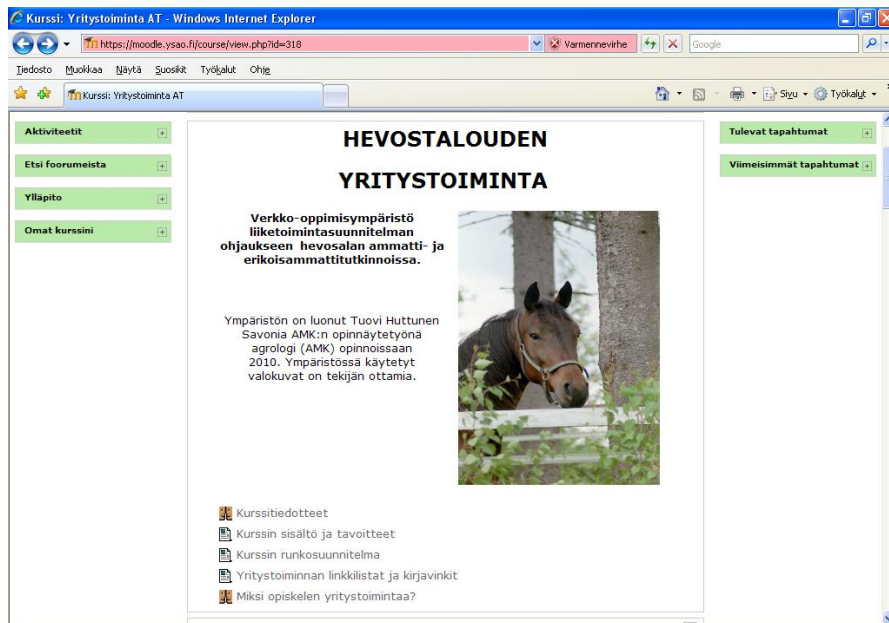 Kurssi: Yritystoiminta AT - Windows Internet Explorer
https://moodle.ysao.fi/course/view.php?id=318
Varmennevirhe
Google
Tiedosto Muokkaa Näytä Suosikit Työkalut Ohje
Kurssi: Yritystoiminta AT
Sivu
Työkalut
Aktiviteetit
Etsi foorumeista
Ylläpito
Omat kurssini
HEVOSTALOUDEN
YRITYSTOIMINTA
Verkko-oppimisympäristö
liiketoimintasuunnitelman
ohjaukseen hevosalan ammatti- ja
erikoisammattitutkinnoissa.
Ympäristön on luonut Tuovi Huttunen
Savonia AMK:n opinnäytetyönä
agrologi (AMK) opinnoissaan
2010. Ympäristössä käytetyt
valokuvat on tekijän ottamia.
Kurssitiedotteet
Kurssin sisältö ja tavoitteet
Kurssin runkosuunnitelma
Yritystoiminnan linkkilistat ja kirjavinkit
Miksi opiskelen yritystoimintaa?
Tulevat tapahtumat
Viimeisimmät tapahtumat